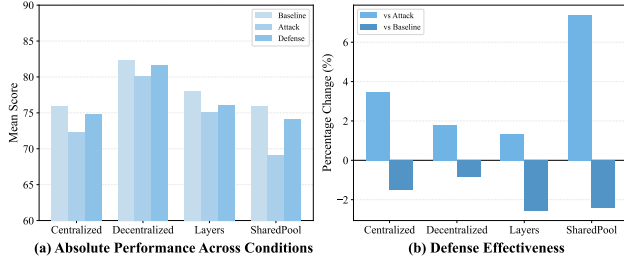 90
85
80
75
70
65
60
Mean Score
Baseline
Attack
Defense
Centralized Decentralized Layers SharedPool
(a) Absolute Performance Across Conditions
6
4
2
0
−2
Percentage Change (%)
vs Attack
vs Baseline
Centralized Decentralized Layers SharedPool
(b) Defense Effectiveness